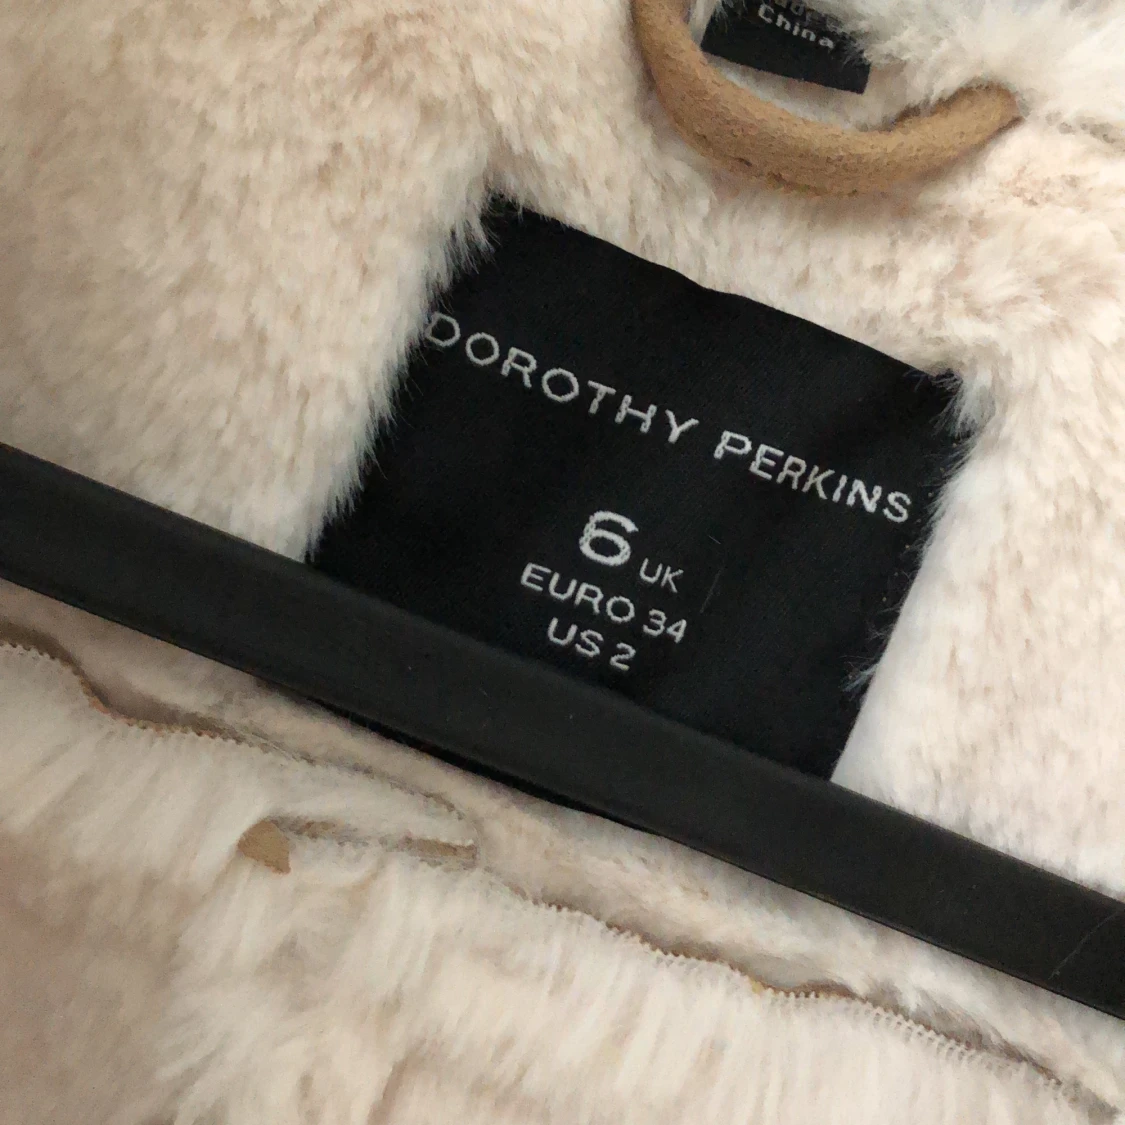 China
DOROTHY PERKINS
6 UK
EURO 34
US 2